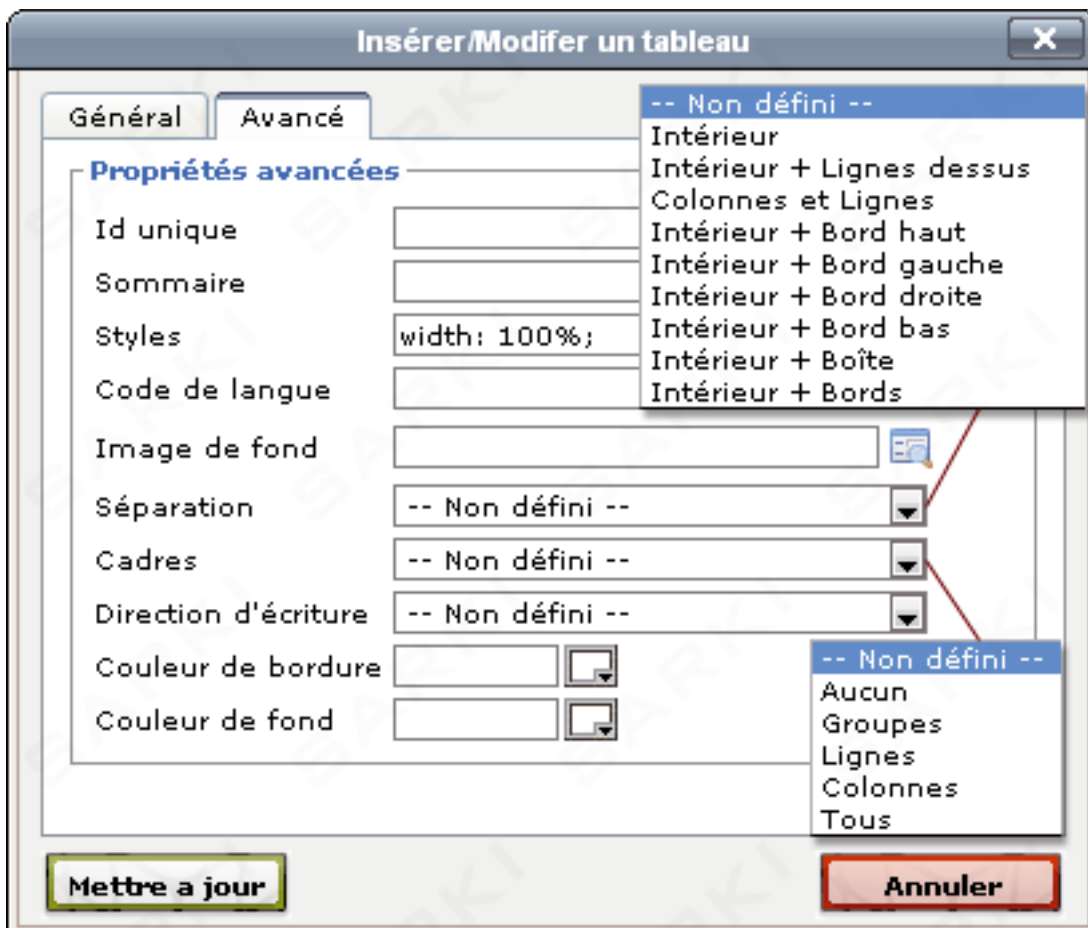 Insérer/Modifer un tableau
Général
Avancé
-- Non défini --
Intérieur
Intérieur + Lignes dessus
Colonnes et Lignes
Intérieur + Bord haut
Intérieur + Bord gauche
Intérieur + Bord droite
Intérieur + Bord bas
Intérieur + Boîte
Intérieur + Bords
Propriétés avancées
Id unique
Sommaire
Styles width: 100%;
Code de langue
Image de fond
Séparation -- Non défini --
Cadres -- Non défini --
Direction d'écriture -- Non défini --
Couleur de bordure
Couleur de fond
-- Non défini --
Aucun
Groupes
Lignes
Colonnes
Tous
Mettre a jour
Annuler
SARKI